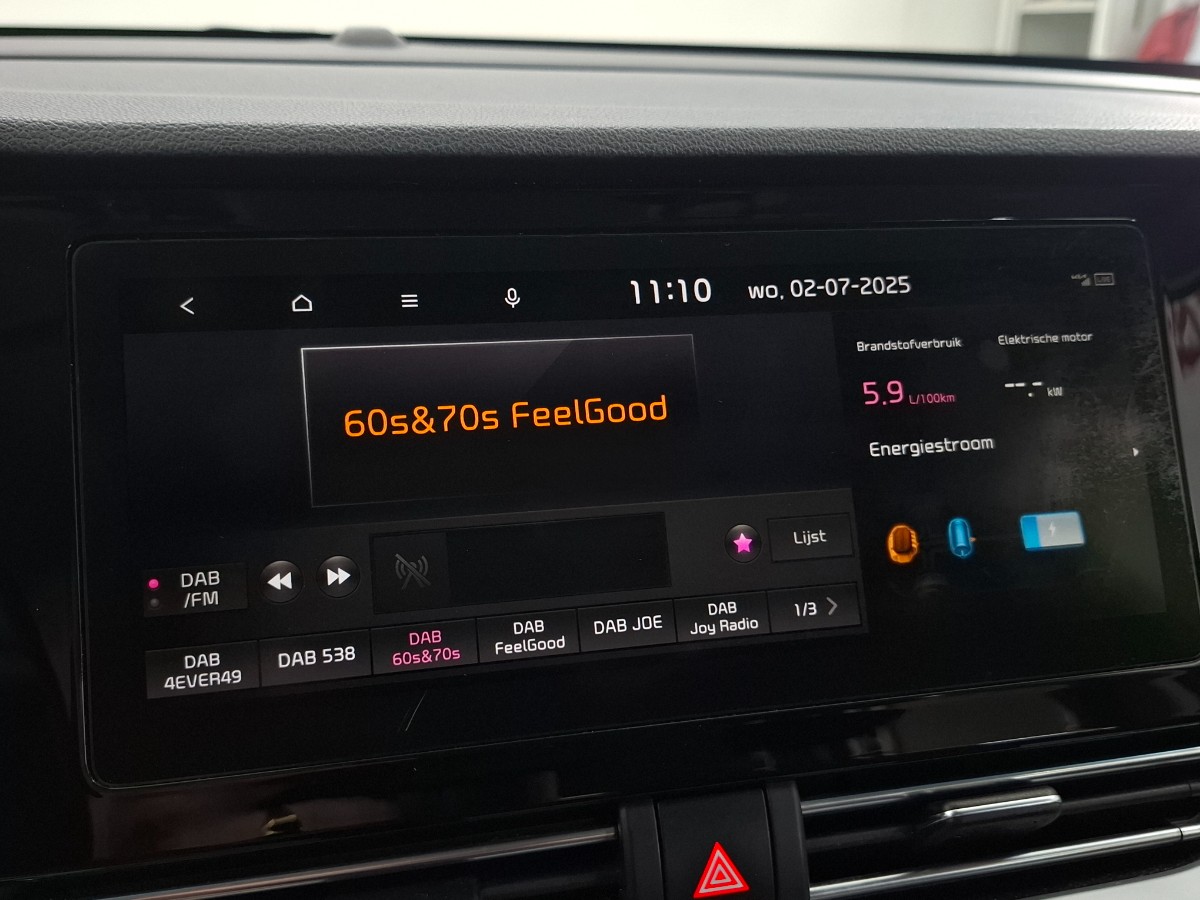 11:10
wo, 02-07-2025
60s&70s FeelGood
Brandstofverbruik
Elektrische motor
5.9 L/100km
--.- kW
Energiestroom
DAB
/FM
Lijst
DAB
4EVER49
DAB 538
DAB
60s&70s
DAB
FeelGood
DAB JOE
DAB
Joy Radio
1/3